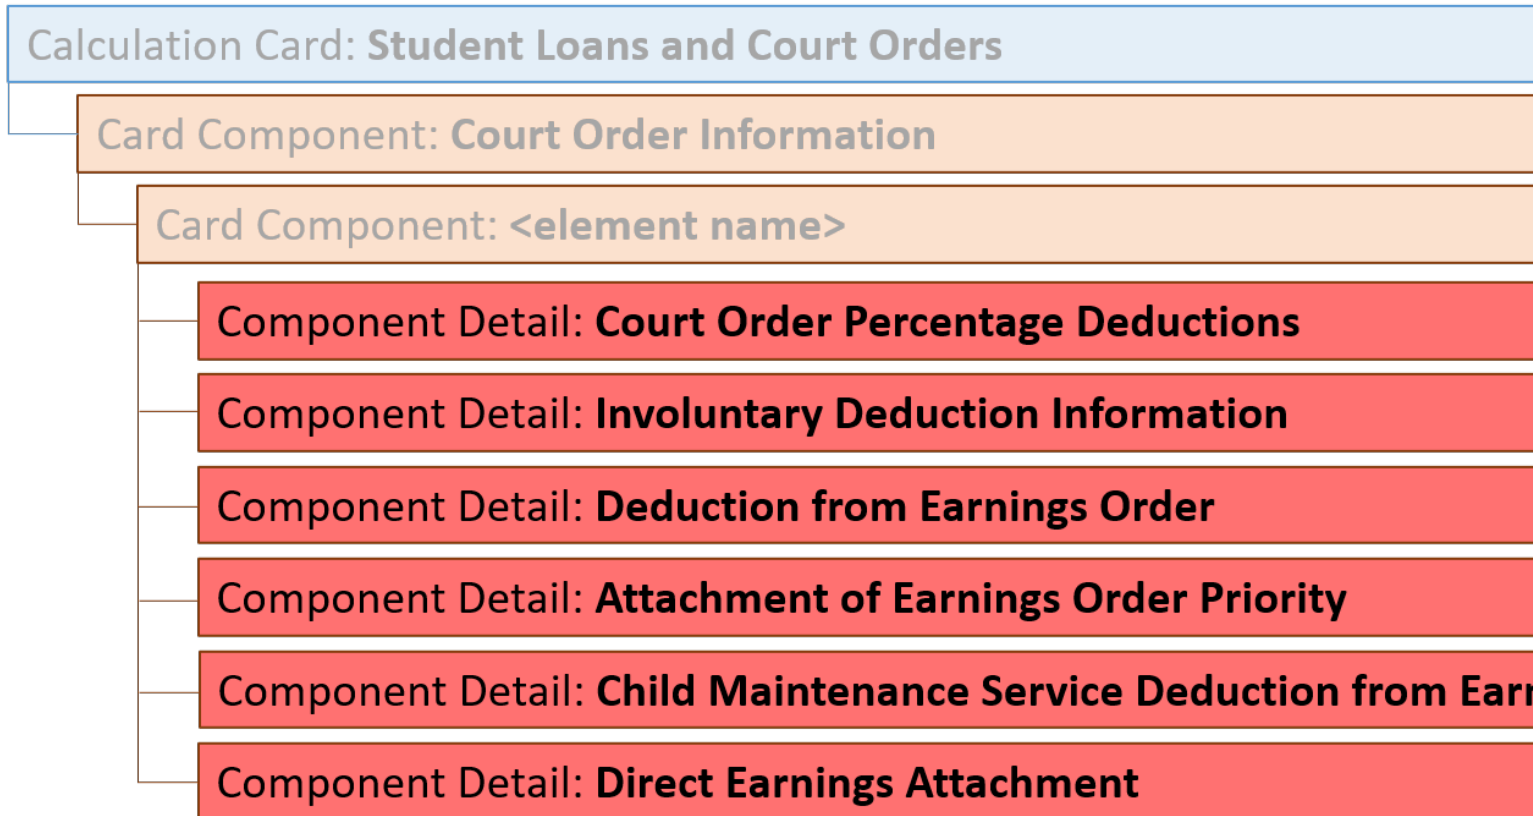 Calculation Card: Student Loans and Court Orders
Card Component: Court Order Information
Card Component: <element name>
Component Detail: Court Order Percentage Deductions
Component Detail: Involuntary Deduction Information
Component Detail: Deduction from Earnings Order
Component Detail: Attachment of Earnings Order Priority
Component Detail: Child Maintenance Service Deduction from
Component Detail: Direct Earnings Attachment